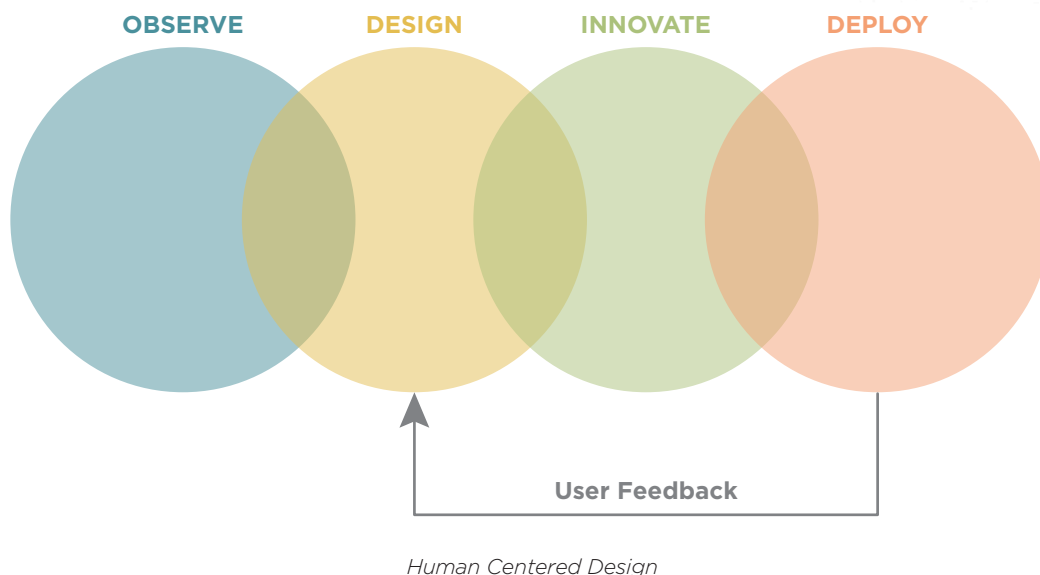 OBSERVE DESIGN INNOVATE DEPLOY
User Feedback
Human Centered Design